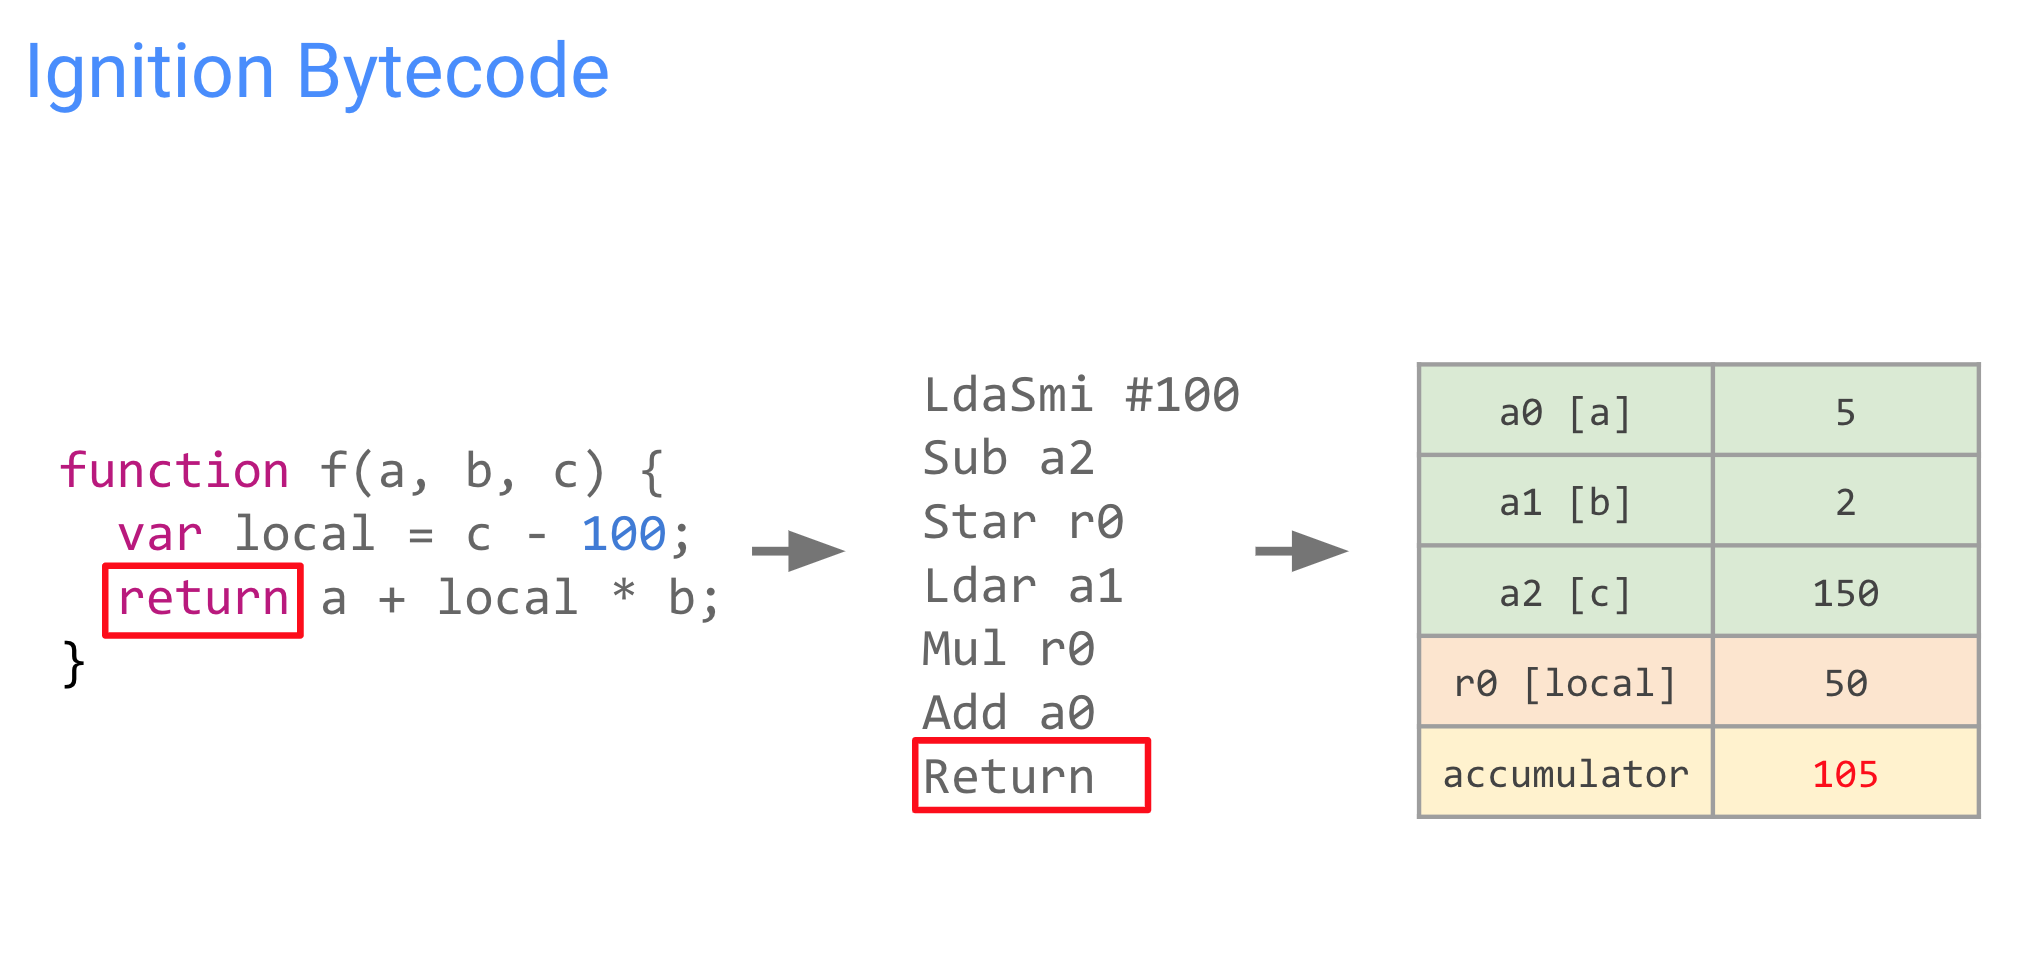 Ignition Bytecode
function f(a, b, c) {
  var local = c - 100;
  return a + local * b;
}
LdaSmi #100
Sub a2
Star r0
Ldar a1
Mul r0
Add a0
Return
a0 [a] 5
a1 [b] 2
a2 [c] 150
r0 [local] 50
accumulator 105